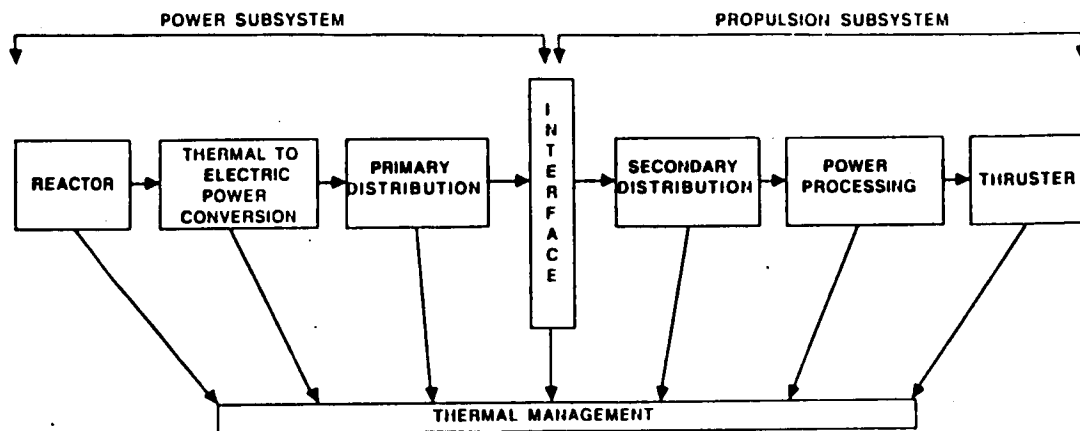 POWER SUBSYSTEM
PROPULSION SUBSYSTEM
REACTOR
THERMAL TO
ELECTRIC
POWER
CONVERSION
PRIMARY
DISTRIBUTION
INTERFACE
SECONDARY
DISTRIBUTION
POWER
PROCESSING
THRUSTER
THERMAL MANAGEMENT